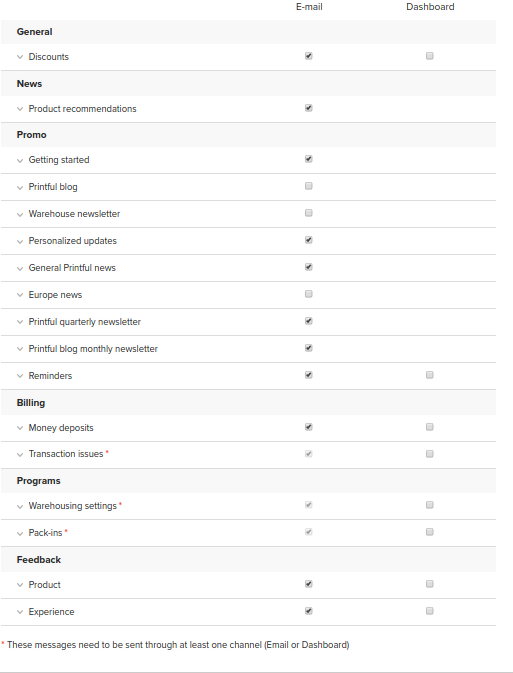 E-mail Dashboard
General
Discounts
News
Product recommendations
Promo
Getting started
Printful blog
Warehouse newsletter
Personalized updates
General Printful news
Europe news
Printful quarterly newsletter
Printful blog monthly newsletter
Reminders
Billing
Money deposits
Transaction issues *
Programs
Warehousing settings *
Pack-ins *
Feedback
Product
Experience
* These messages need to be sent through at least one channel (Email or Dashboard)